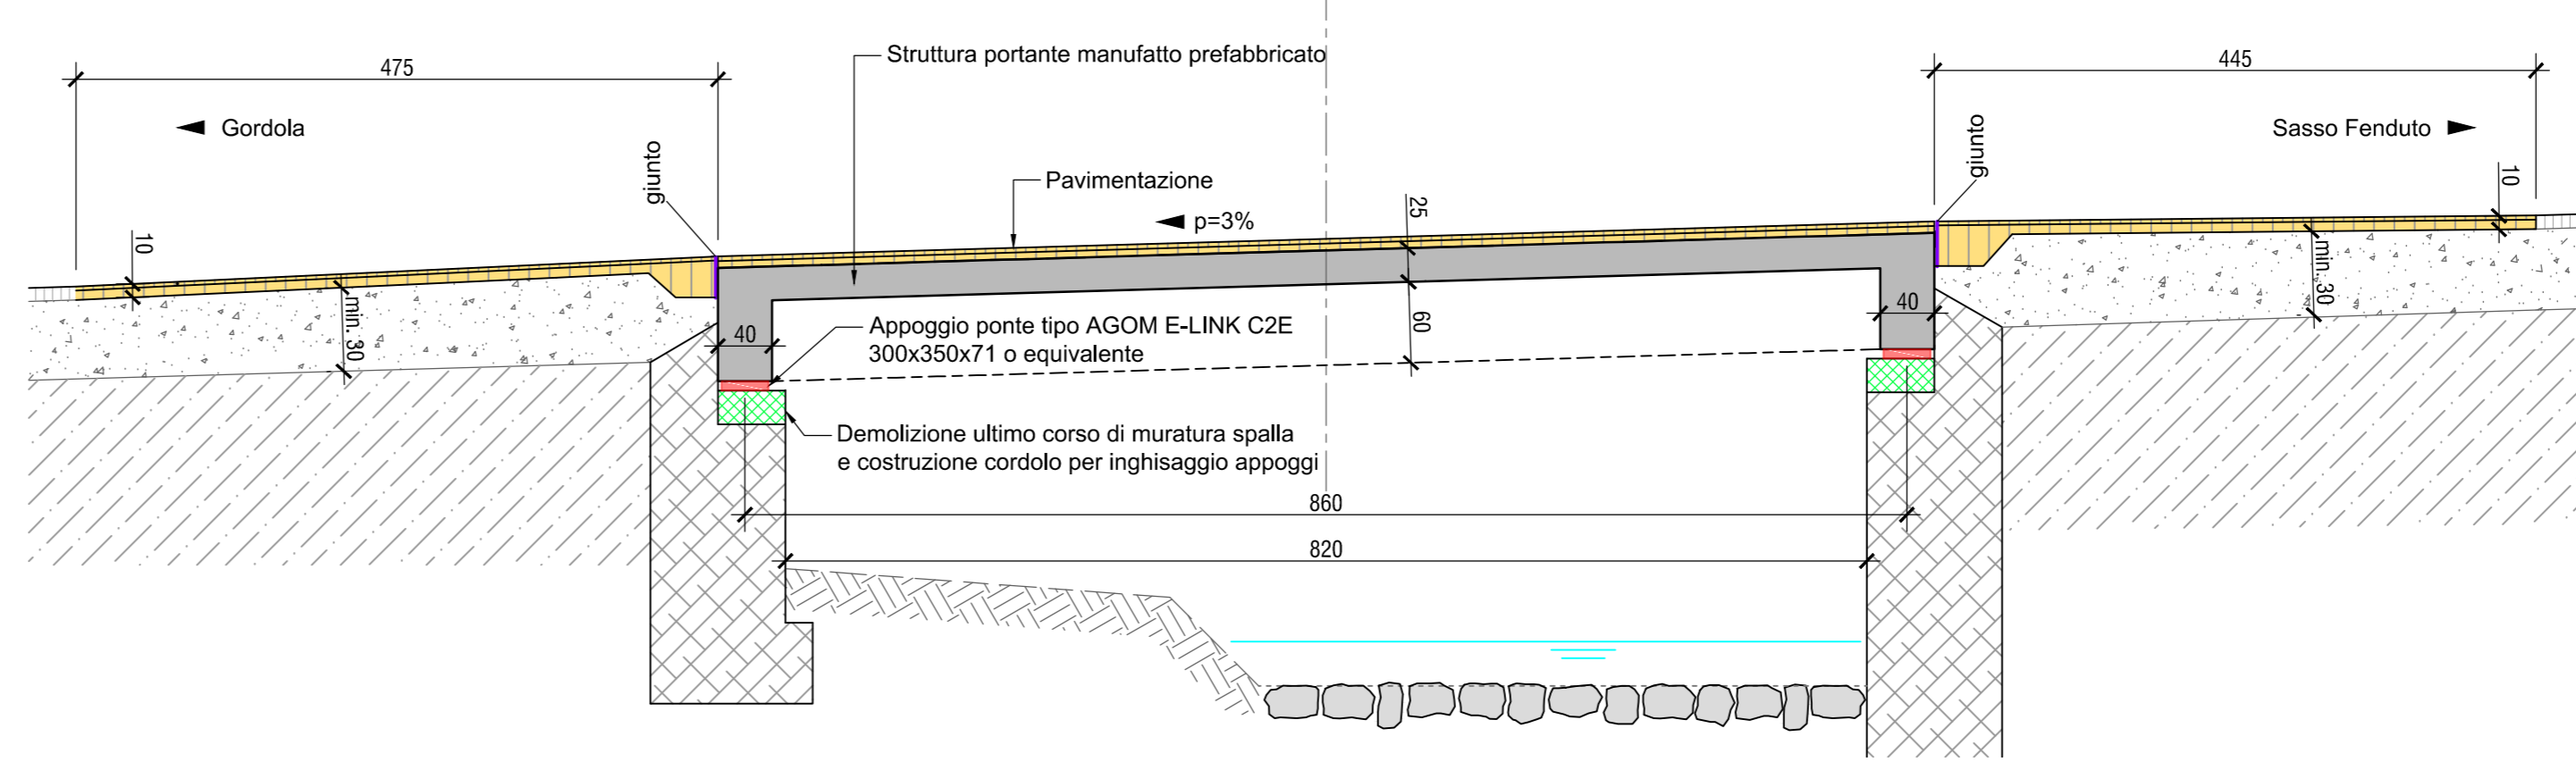 475
Struttura portante manufatto prefabbricato
445
Gordola
Sasso Fenduto
giunto
giunto
Pavimentazione
p=3%
25
10
10
min. 30
min. 30
40
Appoggio ponte tipo AGOM E-LINK C2E
300x350x71 o equivalente
60
40
Demolizione ultimo corso di muratura spalla
e costruzione cordolo per inghisaggio appoggi
860
820